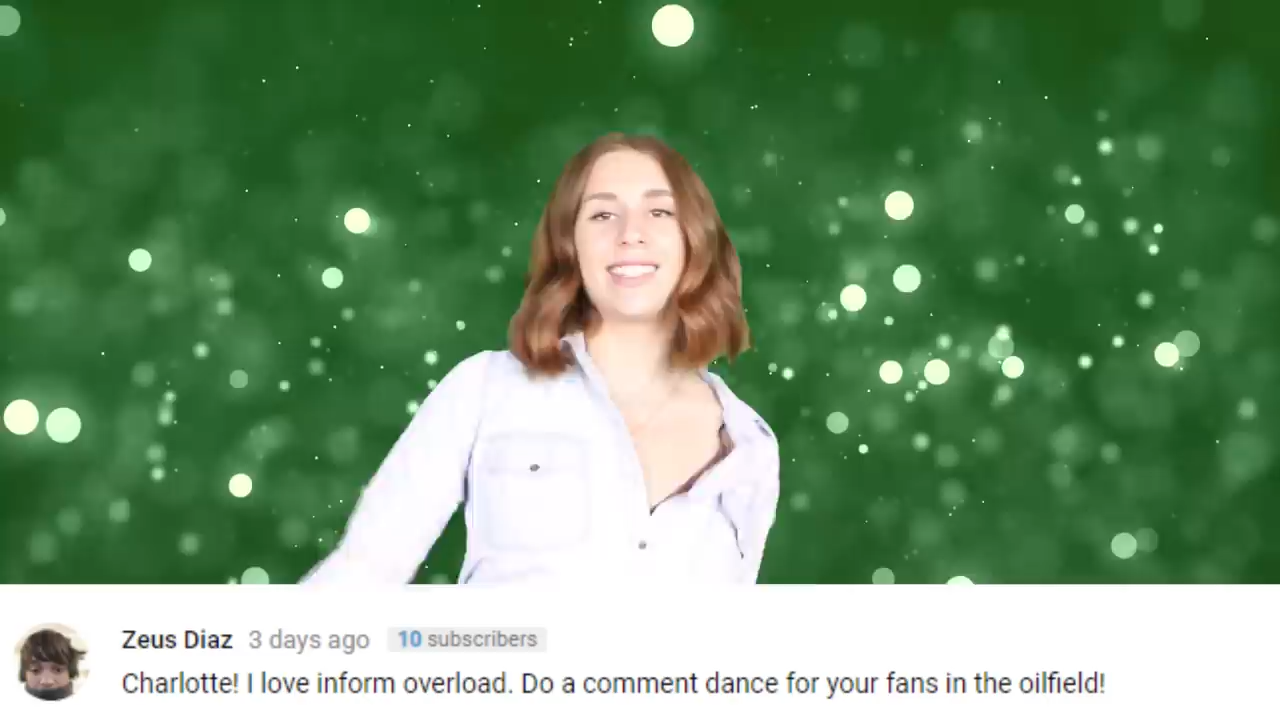 Zeus Diaz 3 days ago 10 subscribers
Charlotte! I love inform overload. Do a comment dance for your fans in the oilfield!